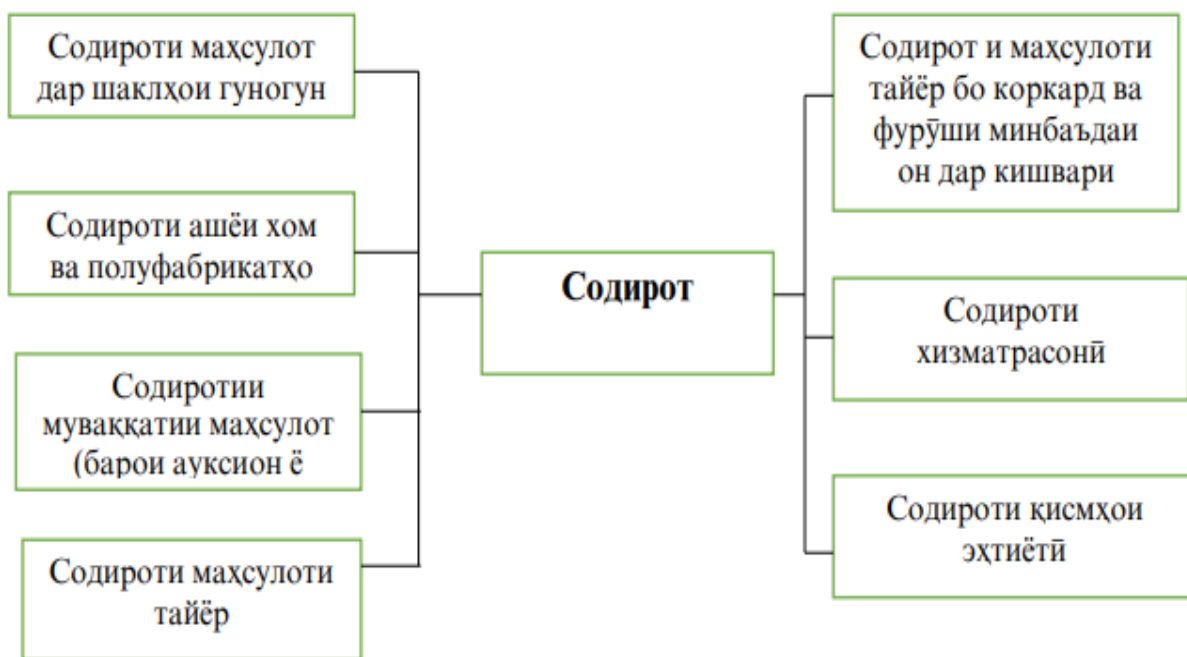 Содироти маҳсулот
дар шаклҳои гуногун
Содироти ашёи хом
ва полуфабрикатҳо
Содиротии
муваққатии маҳсулот
(барои ауксион ё
Содироти маҳсулоти
тайёр
Содирот
Содирот и маҳсулоти
тайёр бо коркард ва
фурӯши минбаъдаи
он дар кишвари
Содироти
хизматрасонӣ
Содироти қисмҳои
эҳтиётӣ